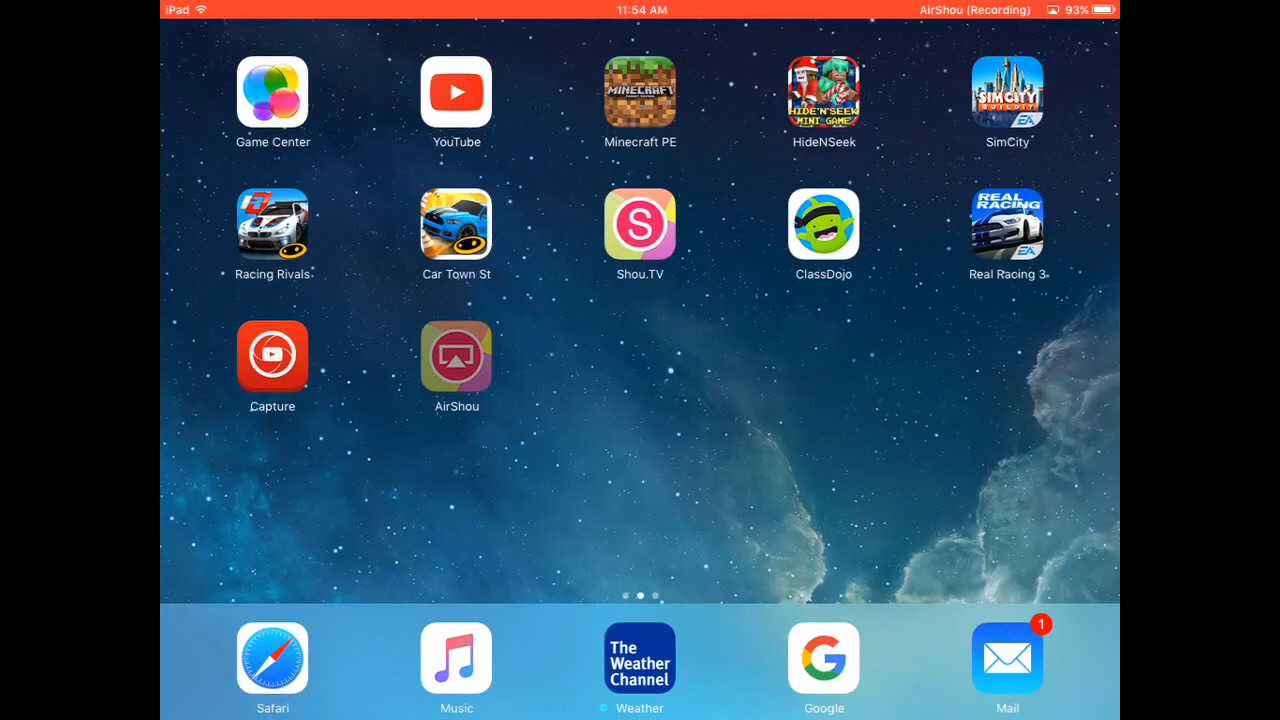 iPad 11:54 AM AirShou (Recording) 93%
MINECRAFT
HIDE'N'SEEK
MINI GAME
SIMCITY
BUILDIT
EA
Game Center YouTube Minecraft PE HideNSeek SimCity
R3
S
REAL
RACING
EA
Racing Rivals Car Town St Shou.TV ClassDojo Real Racing 3
Capture AirShou
1
The
Weather
Channel
G
Safari Music Weather Google Mail